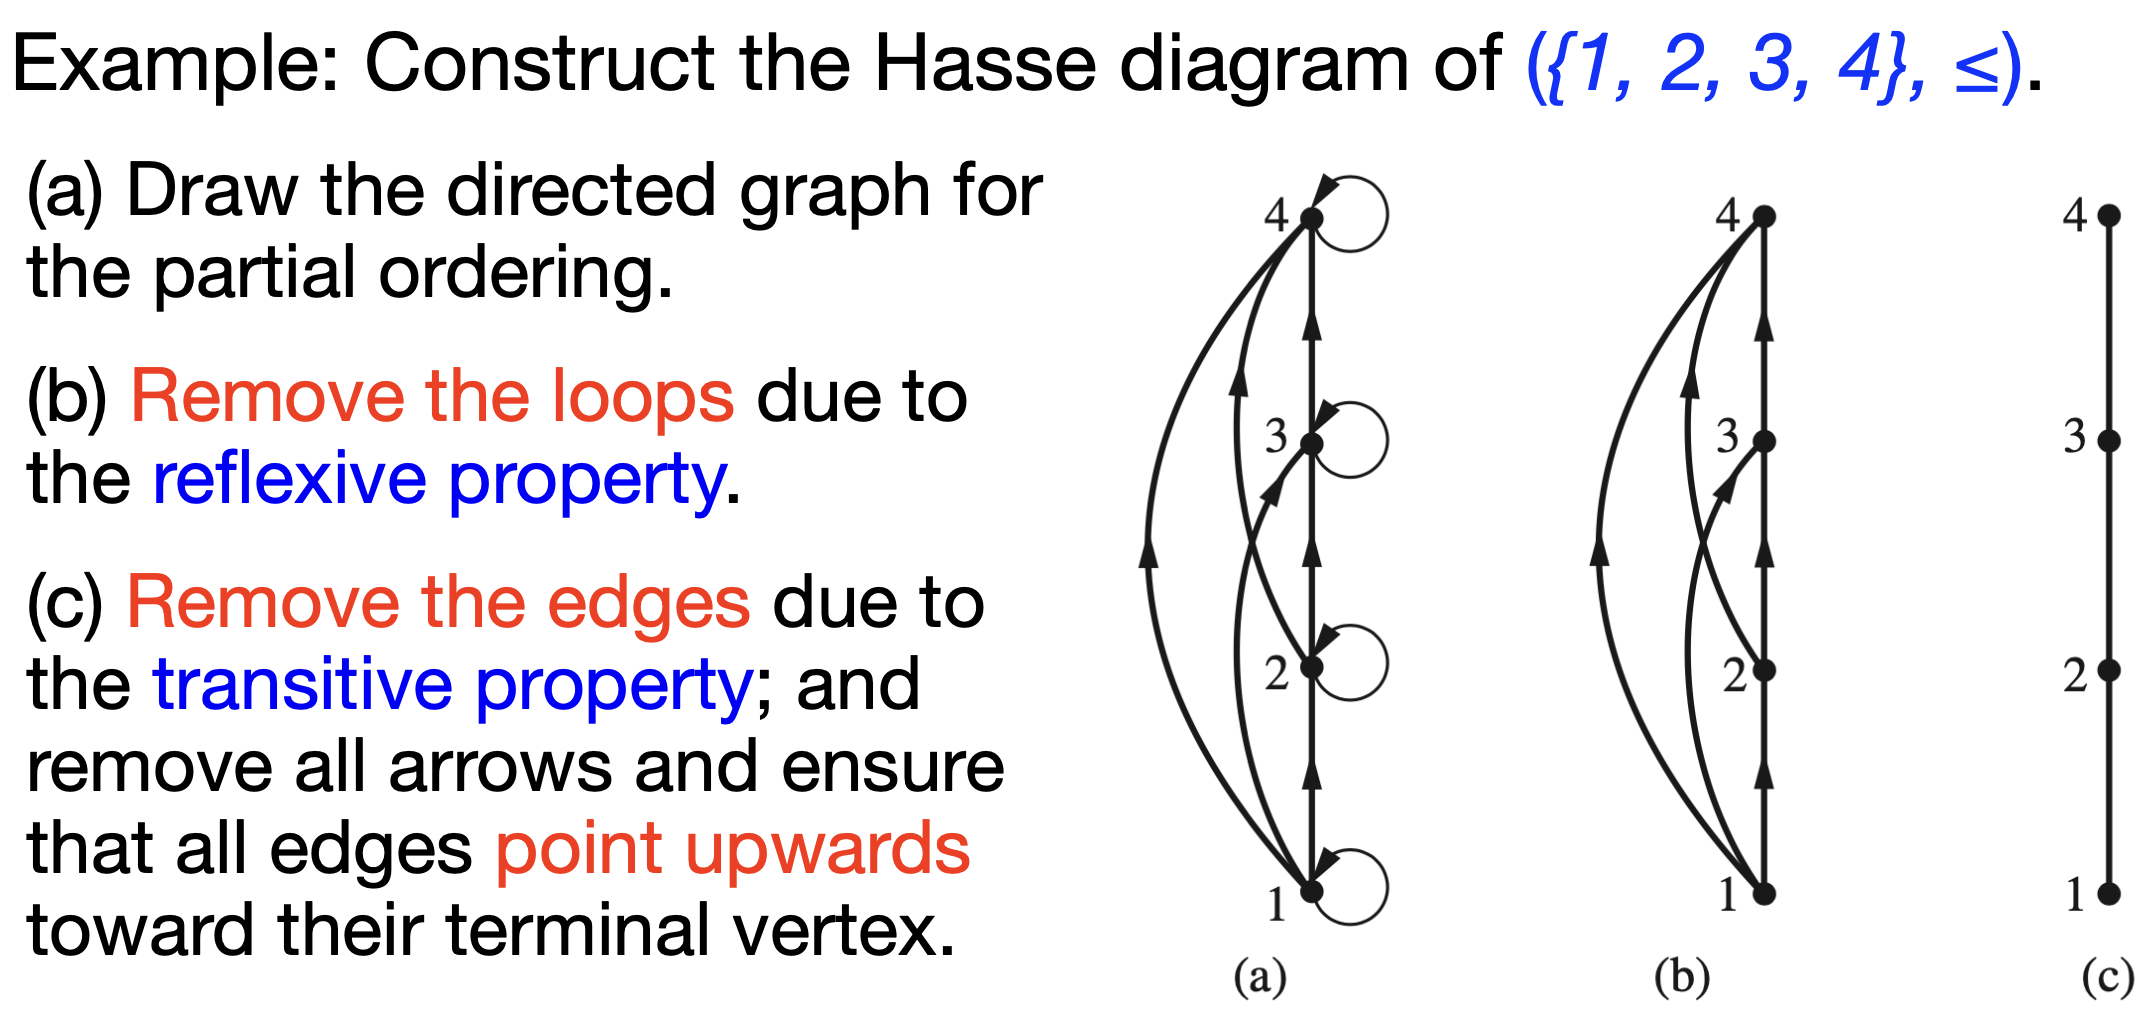 Example: Construct the Hasse diagram of ({1, 2, 3, 4}, ≤).
(a) Draw the directed graph for
the partial ordering.
(b) Remove the loops due to
the reflexive property.
(c) Remove the edges due to
the transitive property; and
remove all arrows and ensure
that all edges point upwards
toward their terminal vertex.
4
3
2
1
(a)
4
3
2
1
(b)
4
3
2
1
(c)